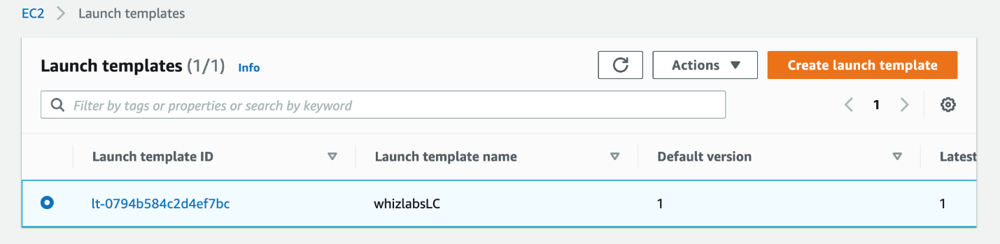 EC2 > Launch templates
Launch templates (1/1) Info
Actions
Create launch template
Filter by tags or properties or search by keyword
1
Launch template ID Launch template name Default version Latest
lt-0794b584c2d4ef7bc whizlabsLC 1 1